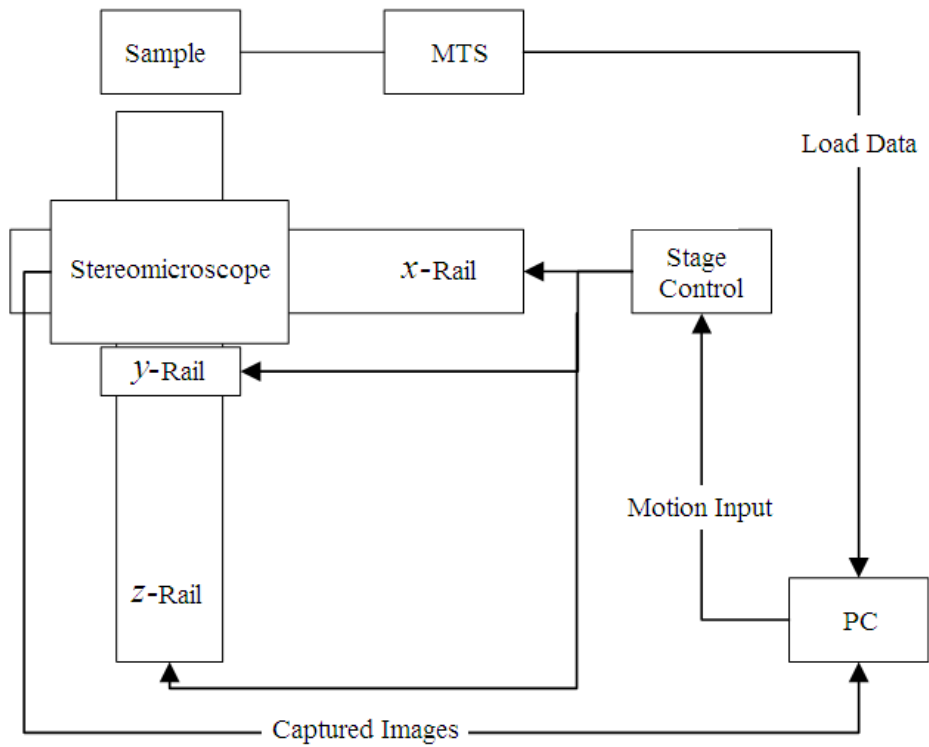 Sample
MTS
Load Data
Stereomicroscope
x-Rail
Stage
Control
y-Rail
Motion Input
z-Rail
PC
Captured Images